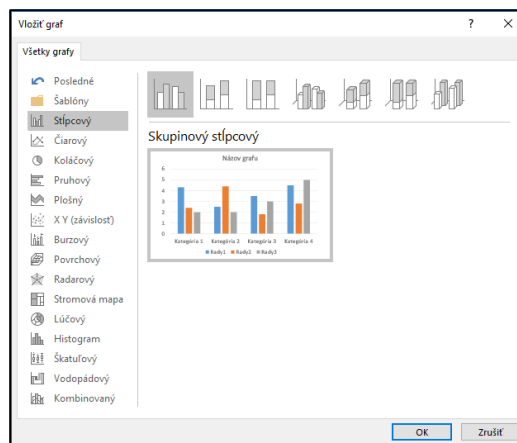 Vložiť graf
? ×
Všetky grafy
Posledné
Šablóny
Stĺpcový
Čiarový
Koláčový
Pruhový
Plošný
X Y (závislosť)
Burzový
Povrchový
Radarový
Stromová mapa
Lúčový
Histogram
Škatuľový
Vodopádový
Kombinovaný
Skupinový stĺpcový
Názov grafu
6
5
4
3
2
1
0
Kategória 1 Kategória 2 Kategória 3 Kategória 4
Rady1 Rady2 Rady3
OK Zrušiť